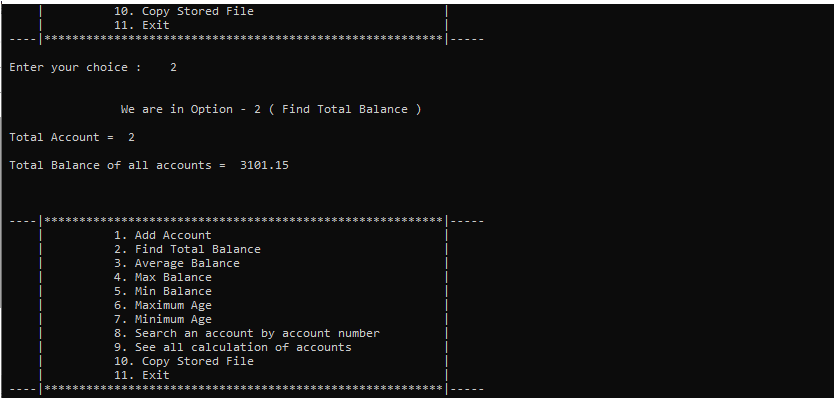 |          10. Copy Stored File                           |
|          11. Exit                                       |
----|*********************************************************|-----
Enter your choice :    2
We are in Option - 2 ( Find Total Balance )
Total Account =  2
Total Balance of all accounts =  3101.15
----|*********************************************************|-----
|          1. Add Account                                 |
|          2. Find Total Balance                          |
|          3. Average Balance                             |
|          4. Max Balance                                 |
|          5. Min Balance                                 |
|          6. Maximum Age                                 |
|          7. Minimum Age                                 |
|          8. Search an account by account number         |
|          9. See all calculation of accounts             |
|          10. Copy Stored File                           |
|          11. Exit                                       |
----|*********************************************************|-----